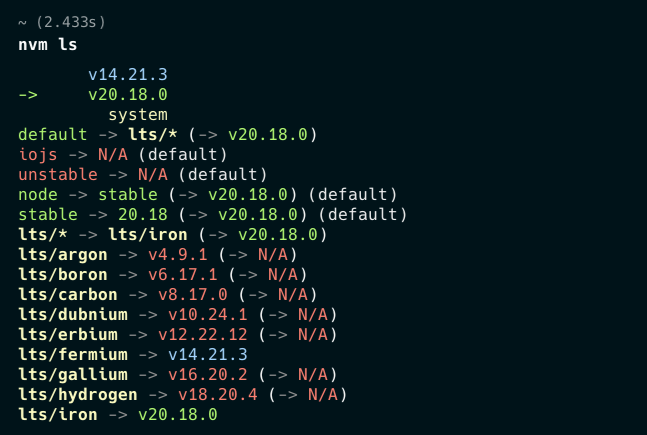 ~ (2.433s)
nvm ls
v14.21.3
-> v20.18.0
system
default -> lts/* (-> v20.18.0)
iojs -> N/A (default)
unstable -> N/A (default)
node -> stable (-> v20.18.0) (default)
stable -> 20.18 (-> v20.18.0) (default)
lts/* -> lts/iron (-> v20.18.0)
lts/argon -> v4.9.1 (-> N/A)
lts/boron -> v6.17.1 (-> N/A)
lts/carbon -> v8.17.0 (-> N/A)
lts/dubnium -> v10.24.1 (-> N/A)
lts/erbium -> v12.22.12 (-> N/A)
lts/fermium -> v14.21.3
lts/gallium -> v16.20.2 (-> N/A)
lts/hydrogen -> v18.20.4 (-> N/A)
lts/iron -> v20.18.0